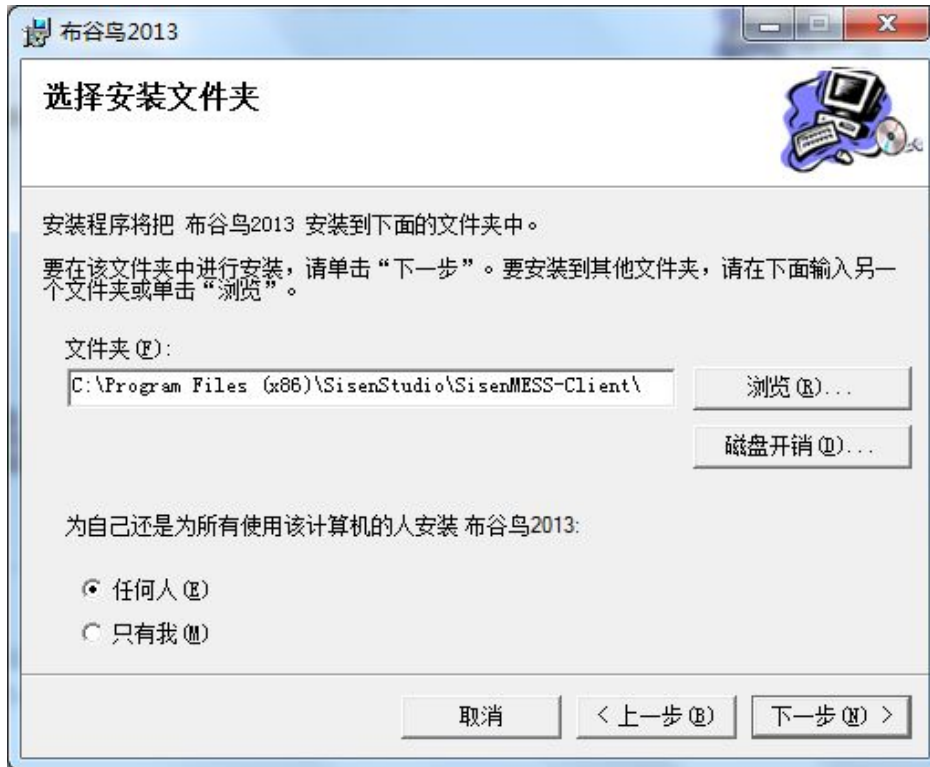 布谷鸟2013
选择安装文件夹
安装程序将把 布谷鸟2013 安装到下面的文件夹中。
要在该文件夹中进行安装，请单击“下一步”。要安装到其他文件夹，请在下面输入另一
个文件夹或单击“浏览”。
文件夹(F):
C:\Program Files (x86)\SisenStudio\SisenMESS-Client\
浏览(R)...
磁盘开销(D)...
为自己还是为所有使用该计算机的人安装 布谷鸟2013:
任何人(E)
只有我(M)
取消
< 上一步(B)
下一步(N) >